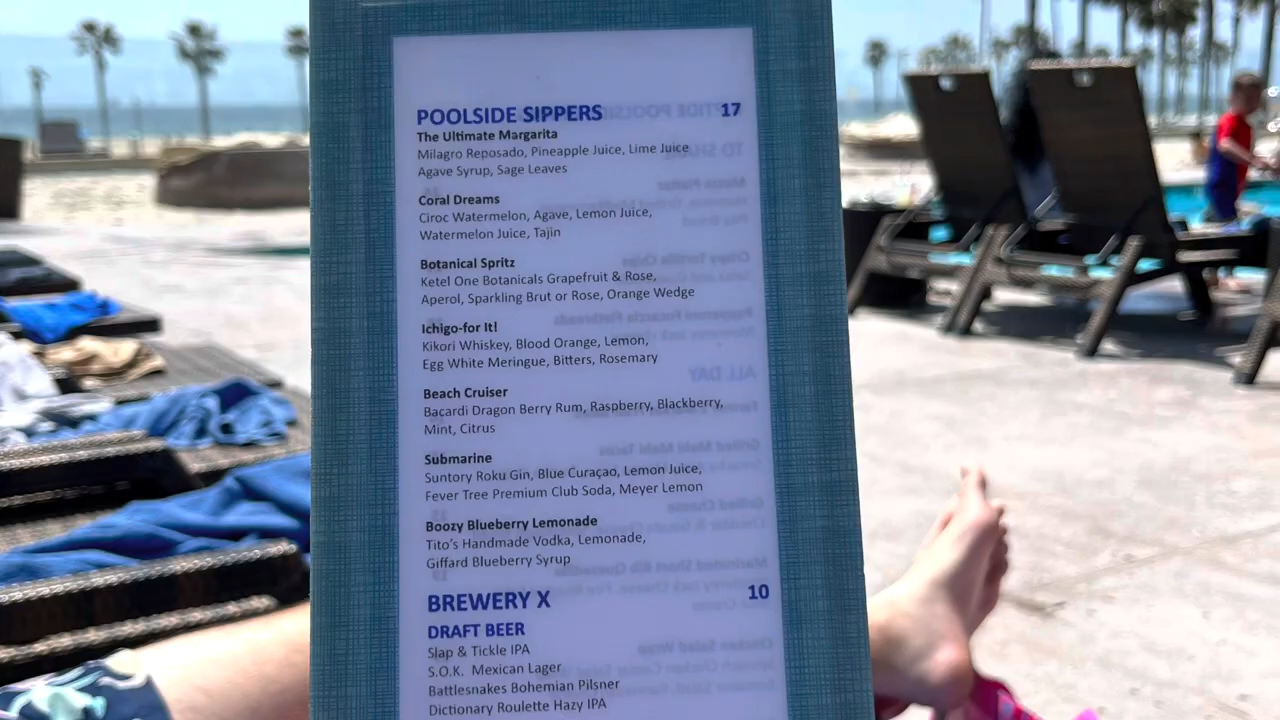 POOLSIDE SIPPERS 17
The Ultimate Margarita
Milagro Reposado, Pineapple Juice, Lime Juice
Agave Syrup, Sage Leaves
Coral Dreams
Ciroc Watermelon, Agave, Lemon Juice,
Watermelon Juice, Tajin
Botanical Spritz
Ketel One Botanicals Grapefruit & Rose,
Aperol, Sparkling Brut or Rose, Orange Wedge
Ichigo-for It!
Kikori Whiskey, Blood Orange, Lemon,
Egg White Meringue, Bitters, Rosemary
Beach Cruiser
Bacardi Dragon Berry Rum, Raspberry, Blackberry,
Mint, Citrus
Submarine
Suntory Roku Gin, Blue Curaçao, Lemon Juice,
Fever Tree Premium Club Soda, Meyer Lemon
Boozy Blueberry Lemonade
Tito's Handmade Vodka, Lemonade,
Giffard Blueberry Syrup
BREWERY X 10
DRAFT BEER
Slap & Tickle IPA
S.O.K. Mexican Lager
Battlesnakes Bohemian Pilsner
Dictionary Roulette Hazy IPA